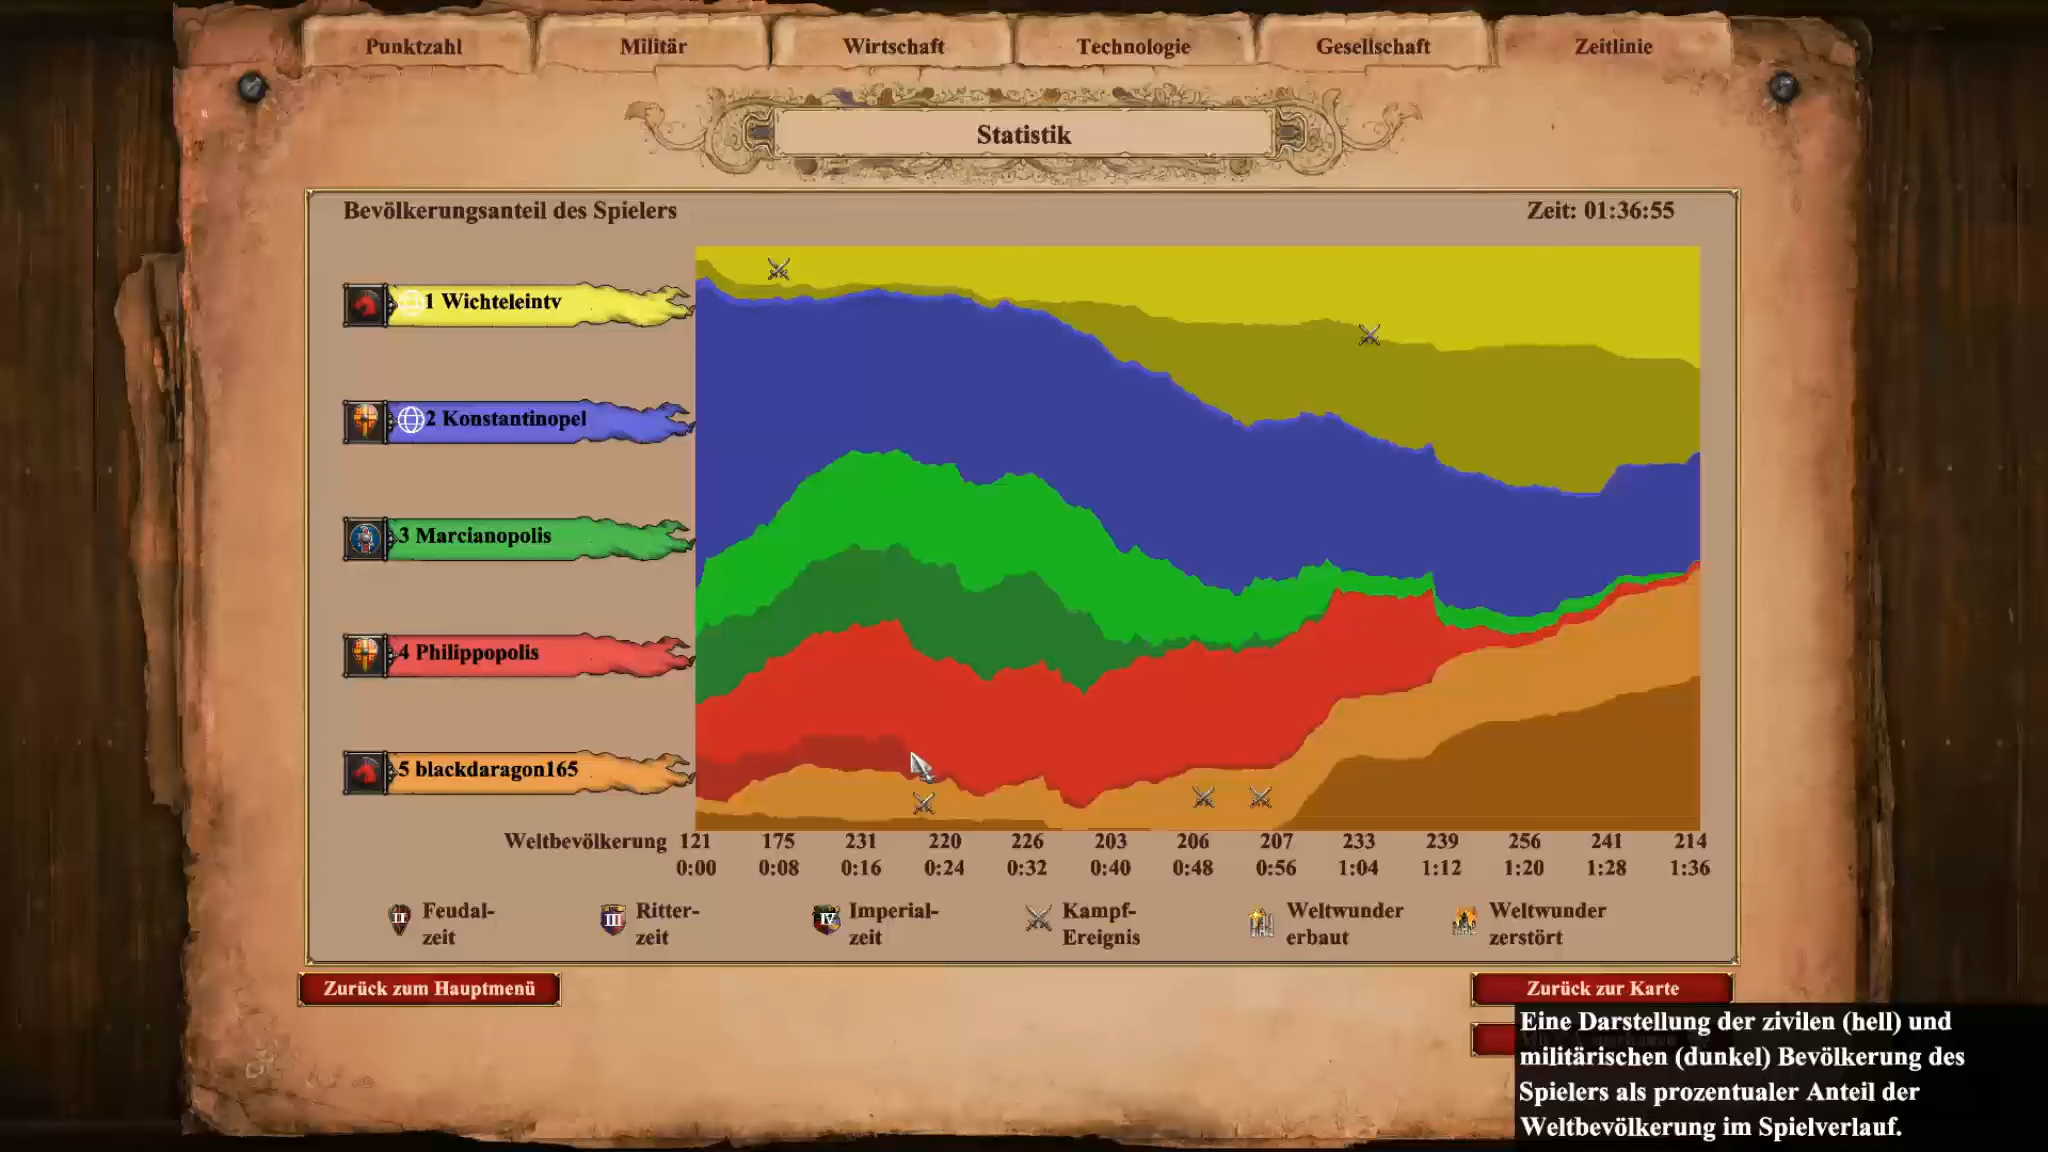 Punktzahl
Militär
Wirtschaft
Technologie
Gesellschaft
Zeitlinie
Statistik
Bevölkerungsanteil des Spielers
Zeit: 01:36:55
1 Wichteleintv
2 Konstantinopel
3 Marcianopolis
4 Philippopolis
5 blackdaragon165
Weltbevölkerung 121 175 231 220 226 203 206 207 233 239 256 241 214
0:00 0:08 0:16 0:24 0:32 0:40 0:48 0:56 1:04 1:12 1:20 1:28 1:36
II
Feudal-
zeit
III
Ritter-
zeit
IV
Imperial-
zeit
Kampf-
Ereignis
Weltwunder
erbaut
Weltwunder
zerstört
Zurück zum Hauptmenü
Zurück zur Karte
Eine Darstellung der zivilen (hell) und
militärischen (dunkel) Bevölkerung des
Spielers als prozentualer Anteil der
Weltbevölkerung im Spielverlauf.